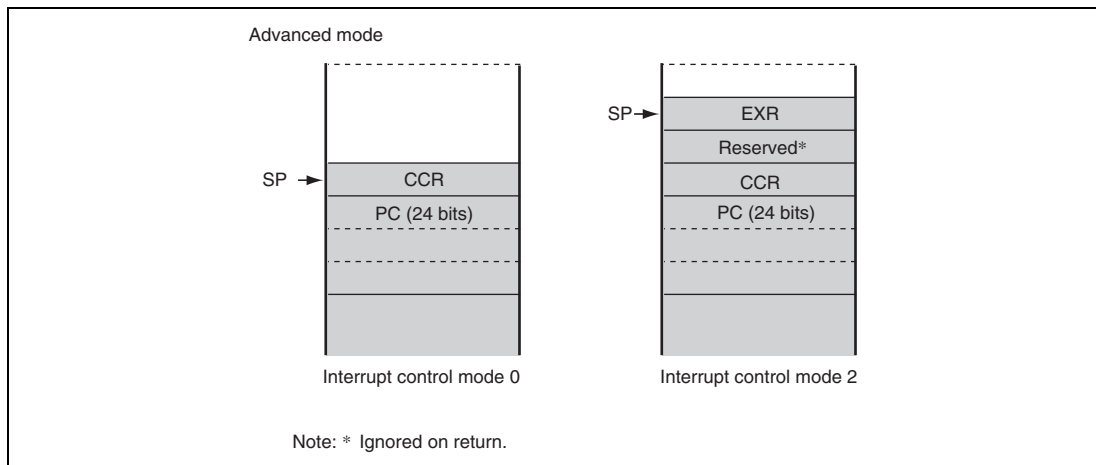 Advanced mode
SP
CCR
PC (24 bits)
Interrupt control mode 0
SP
EXR
Reserved*
CCR
PC (24 bits)
Interrupt control mode 2
Note: * Ignored on return.